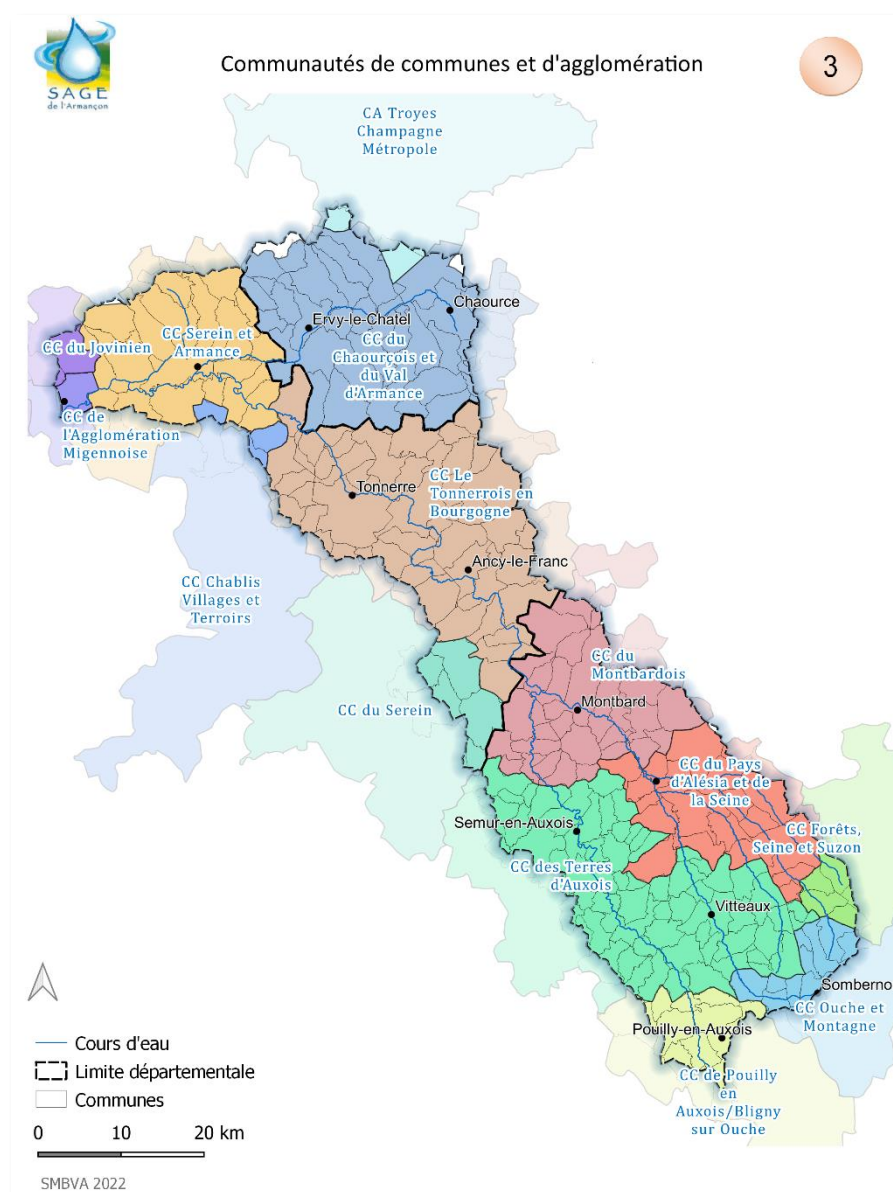 SAGE
de l'Armançon
Communautés de communes et d'agglomération
3
CA Troyes
Champagne
Métropole
Chaource
Ervy-le-Chatel
CC du Jovinien
CC Serein et
Armance
CC du
Chaourçois et
du Val
d'Armance
CC de
l'Agglomération
Migennoise
CC Le
Tonnerrois en
Bourgogne
Tonnerre
Ancy-le-Franc
CC Chablis
Villages et
Terroirs
CC du
Montbardois
CC du Serein
Montbard
CC du Pays
d'Alésia et de
la Seine
Semur-en-Auxois
CC Forêts,
Seine et Suzon
CC des Terres
d'Auxois
Vitteaux
Somberno
CC Ouche et
Montagne
Pouilly-en-Auxois
CC de Pouilly
en
Auxois/Bligny
sur Ouche
Cours d'eau
Limite départementale
Communes
0 10 20 km
SMBVA 2022